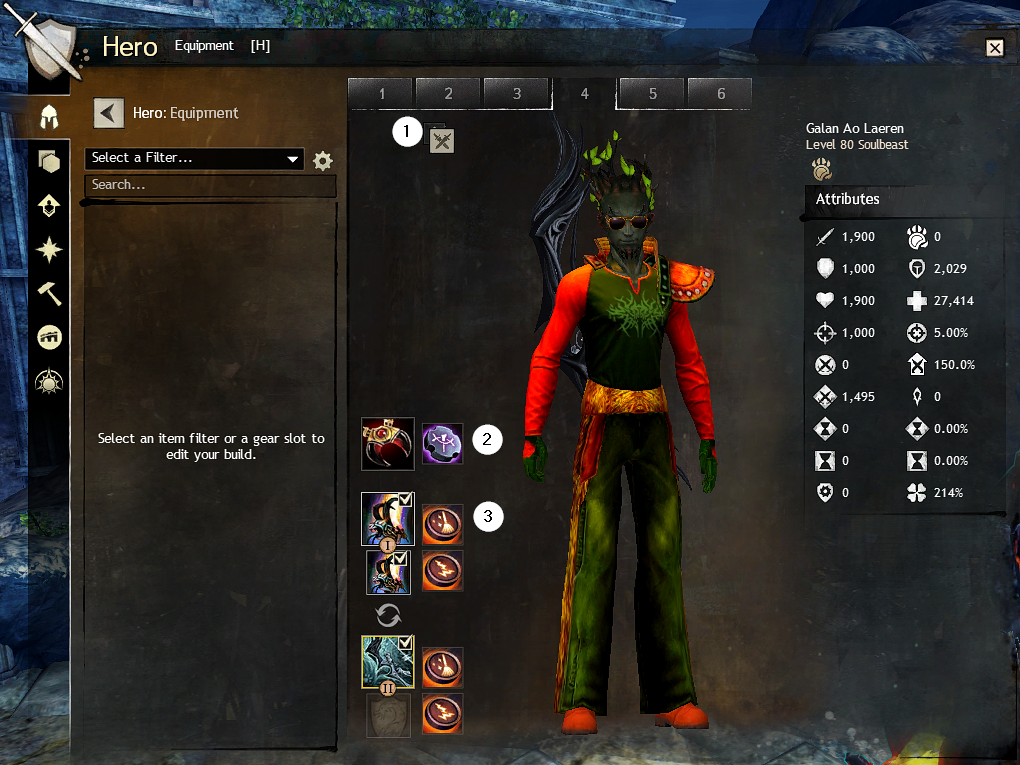 Hero Equipment [H]
1 2 3 4 5 6
Hero: Equipment
1
Select a Filter...
Search...
Galan Ao Laeren
Level 80 Soulbeast
Attributes
1,900 0
1,000 2,029
1,900 27,414
1,000 5.00%
0 150.0%
1,495 0
0 0.00%
0 0.00%
0 214%
Select an item filter or a gear slot to
edit your build.
2
3
I
II